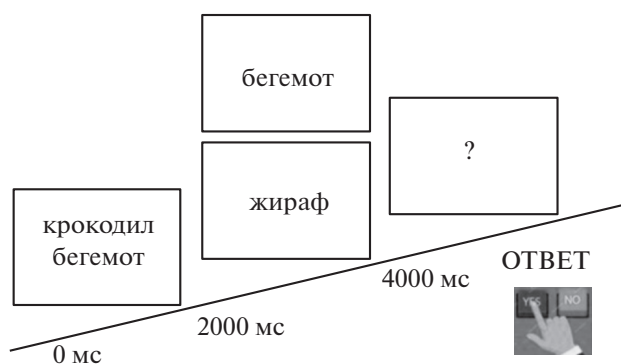 бегемот
жираф
?
крокодил
бегемот
0 мс
2000 мс
4000 мс
ОТВЕТ
YES
NO